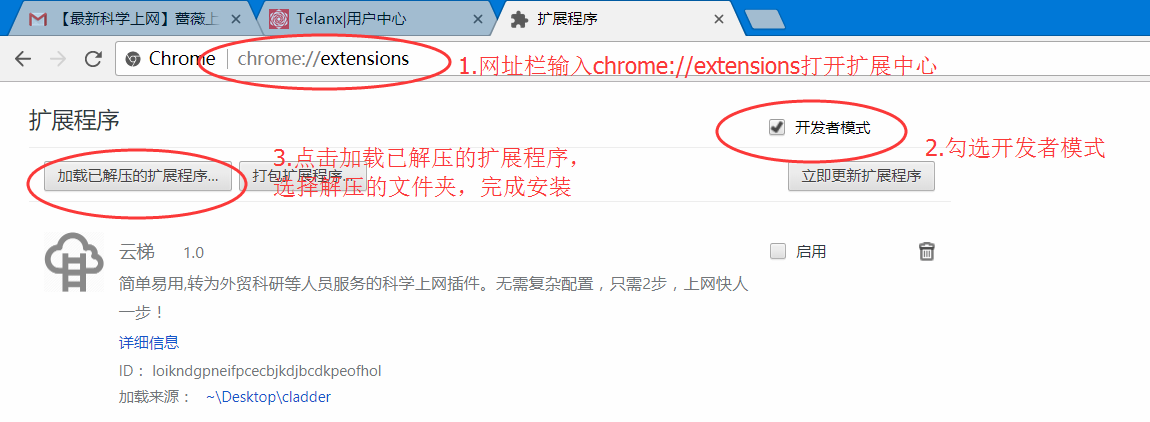 【最新科学上网】蔷薇上
Telanx|用户中心
扩展程序
Chrome chrome://extensions
1.网址栏输入chrome://extensions打开扩展中心
扩展程序
开发者模式
2.勾选开发者模式
3.点击加载已解压的扩展程序，
选择解压的文件夹，完成安装
加载已解压的扩展程序...
打包扩展程序...
立即更新扩展程序
云梯 1.0
启用
简单易用,转为外贸科研等人员服务的科学上网插件。无需复杂配置，只需2步，上网快人
一步！
详细信息
ID： loikndgpneifpcecbjkdjbcdkpeofhol
加载来源： ~\Desktop\cladder